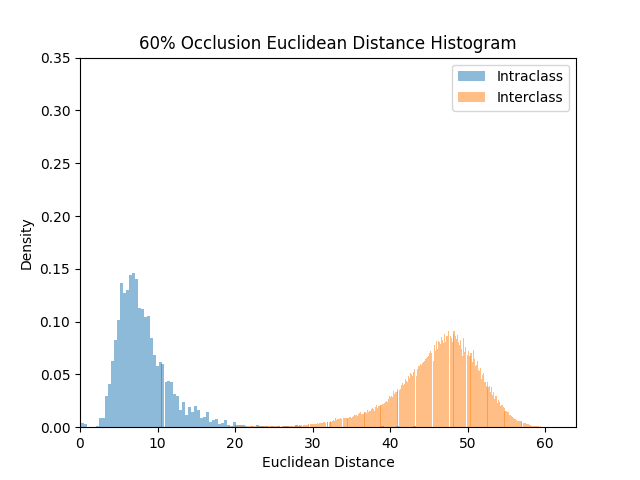 60% Occlusion Euclidean Distance Histogram
Intraclass
Interclass
Density
0.35
0.30
0.25
0.20
0.15
0.10
0.05
0.00
0 10 20 30 40 50 60
Euclidean Distance